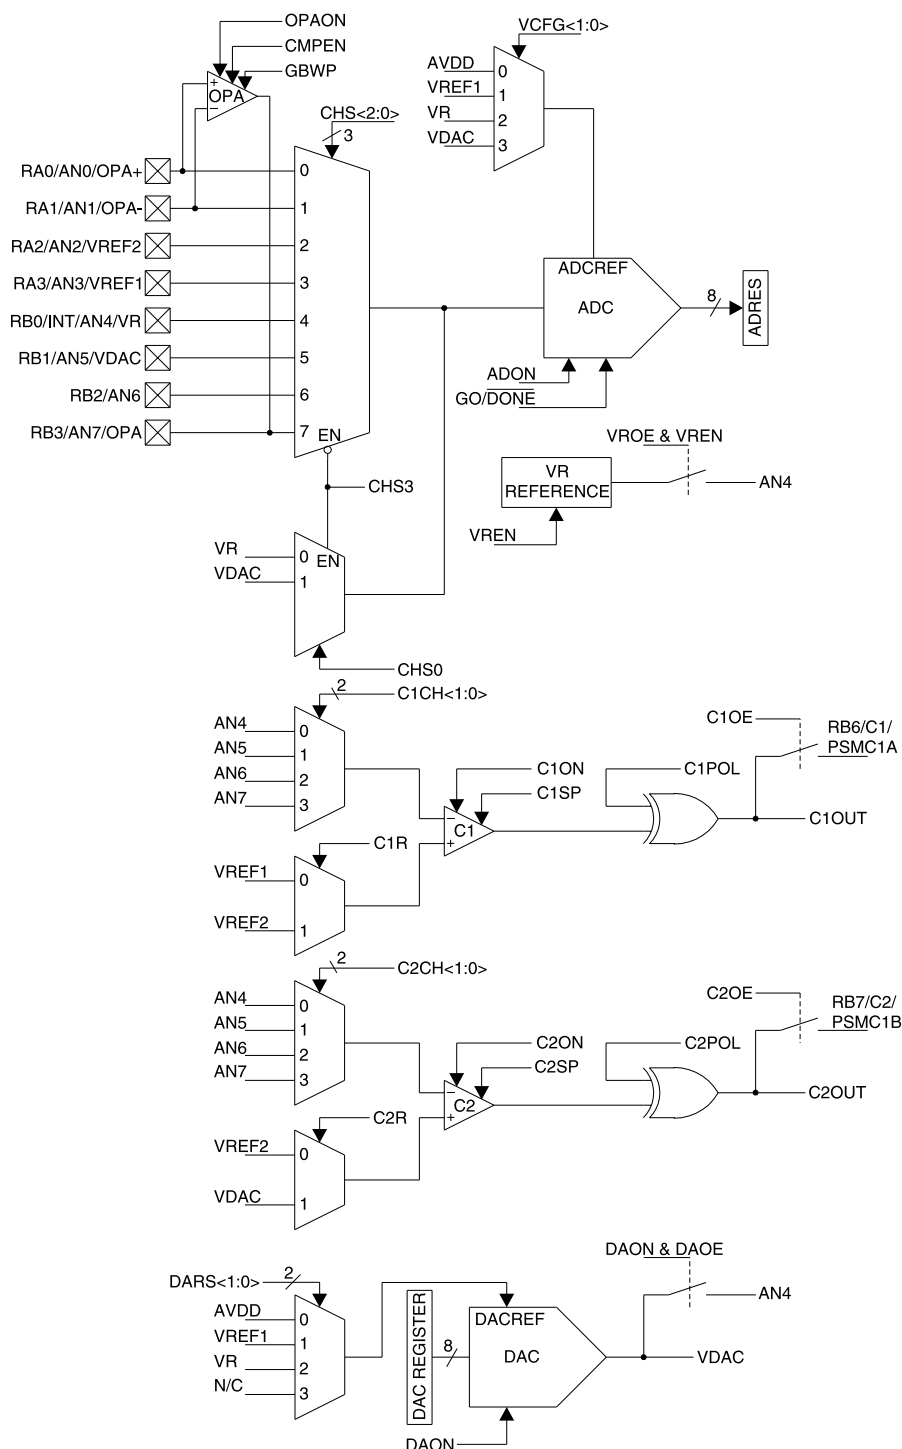 OPAON
CMPEN
GBWP
+
OPA
−
CHS<2:0>
3
VCFG<1:0>
AVDD
0
VREF1
1
VR
2
VDAC
3
RA0/AN0/OPA+
0
RA1/AN1/OPA-
1
RA2/AN2/VREF2
2
RA3/AN3/VREF1
3
RB0/INT/AN4/VR
4
RB1/AN5/VDAC
5
RB2/AN6
6
RB3/AN7/OPA
7
EN
ADCREF
ADC
8
ADRES
ADON
GO/DONE
VROE & VREN
VR
REFERENCE
AN4
VREN
CHS3
VR
0
EN
VDAC
1
CHS0
2
C1CH<1:0>
AN4
0
AN5
1
AN6
2
AN7
3
C1ON
C1SP
−
C1
+
C1R
VREF1
0
VREF2
1
C1POL
C1OE
RB6/C1/
PSMC1A
C1OUT
2
C2CH<1:0>
AN4
0
AN5
1
AN6
2
AN7
3
C2ON
C2SP
−
C2
+
C2R
VREF2
0
VDAC
1
C2POL
C2OE
RB7/C2/
PSMC1B
C2OUT
DARS<1:0>
2
AVDD
0
VREF1
1
VR
2
N/C
3
DAC REGISTER
8
DACREF
DAC
DAON
DAON & DAOE
AN4
VDAC